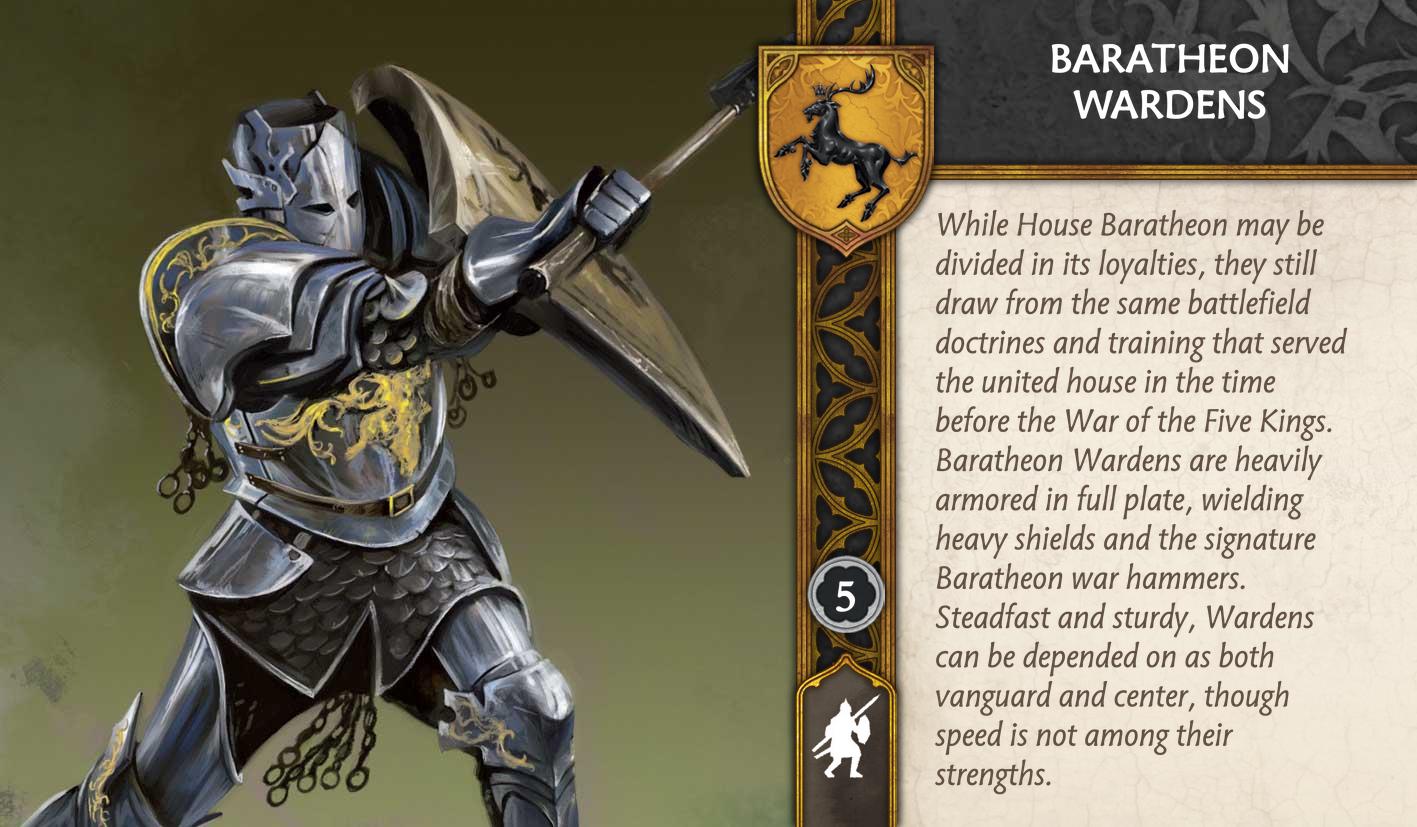 BARATHEON
WARDENS
While House Baratheon may be
divided in its loyalties, they still
draw from the same battlefield
doctrines and training that served
the united house in the time
before the War of the Five Kings.
Baratheon Wardens are heavily
armored in full plate, wielding
heavy shields and the signature
Baratheon war hammers.
Steadfast and sturdy, Wardens
can be depended on as both
vanguard and center, though
speed is not among their
strengths.
5